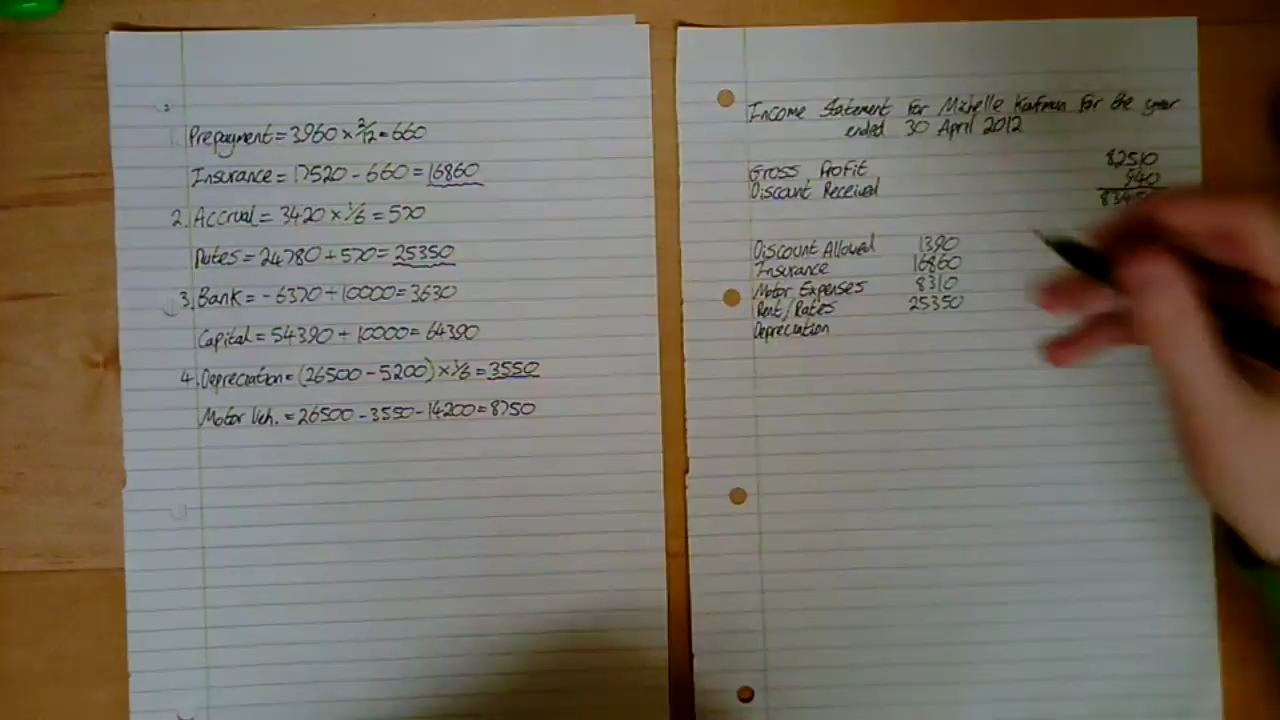 Prepayment = 3960 × 2/12 = 660
Insurance = 17520 - 660 = 16860
2. Accrual = 3420 × 1/6 = 570
Rates = 24780 + 570 = 25350
3. Bank = -6370 + 10000 = 3630
Capital = 54390 + 10000 = 64390
4. Depreciation = (26500 - 5200) × 1/6 = 3550
Motor Veh. = 26500 - 3550 - 14200 = 8750
Income Statement For Michelle Kaufman For the year
ended 30 April 2012
Gross Profit 82510
Discount Received 940
Discount Allowed 1390
Insurance 16860
Motor Expenses 8310
Rent/Rates 25350
Depreciation